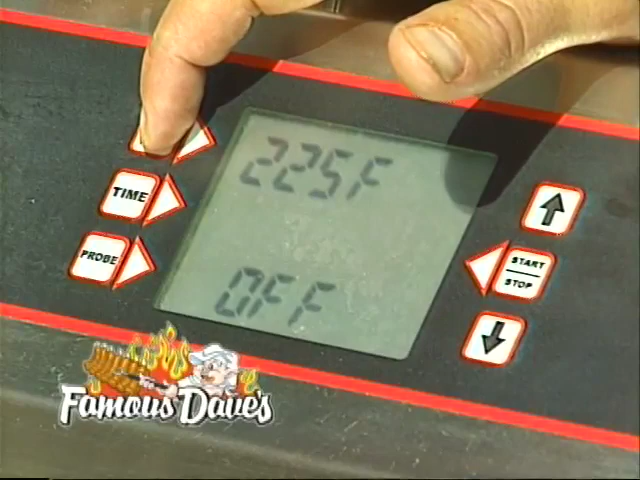 225F
TIME
START
PROBE
STOP
OFF
Famous Dave's